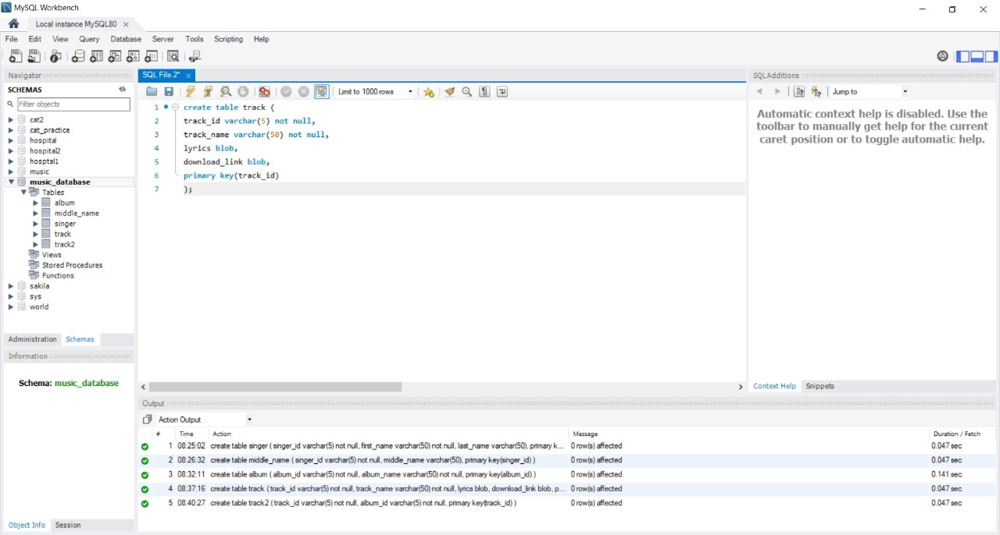 MySQL Workbench
Local instance MySQL80
File Edit View Query Database Server Tools Scripting Help
Navigator
SCHEMAS
Filter objects
cat2
cat_practice
hospital
hospital2
hosptal1
music
music_database
Tables
album
middle_name
singer
track
track2
Views
Stored Procedures
Functions
sakila
sys
world
Administration Schemas
Information
Schema: music_database
Object Info Session
SQL File 2*
Limit to 1000 rows
1 create table track (
2 track_id varchar(5) not null,
3 track_name varchar(50) not null,
4 lyrics blob,
5 download_link blob,
6 primary key(track_id)
7 );
SQLAdditions
Jump to
Automatic context help is disabled. Use the
toolbar to manually get help for the current
caret position or to toggle automatic help.
Context Help Snippets
Output
Action Output
# Time Action Message Duration / Fetch
1 08:25:02 create table singer ( singer_id varchar(5) not null, first_name varchar(50) not null, last_name varchar(50), primary k... 0 row(s) affected 0.047 sec
2 08:26:32 create table middle_name ( singer_id varchar(5) not null, middle_name varchar(50), primary key(singer_id) ) 0 row(s) affected 0.047 sec
3 08:32:11 create table album ( album_id varchar(5) not null, album_name varchar(50) not null, primary key(album_id) ) 0 row(s) affected 0.141 sec
4 08:37:16 create table track ( track_id varchar(5) not null, track_name varchar(50) not null, lyrics blob, download_link blob, p... 0 row(s) affected 0.047 sec
5 08:40:27 create table track2 ( track_id varchar(5) not null, album_id varchar(5) not null, primary key(track_id) ) 0 row(s) affected 0.047 sec